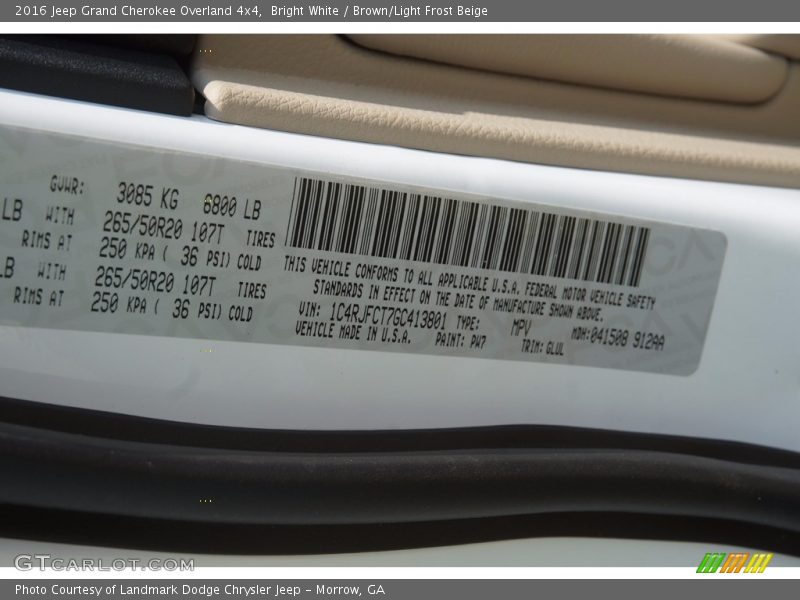 2016 Jeep Grand Cherokee Overland 4x4, Bright White / Brown/Light Frost Beige
GVWR: 3085 KG 6800 LB
LB WITH 265/50R20 107T TIRES
RIMS AT 250 KPA ( 36 PSI) COLD
LB WITH 265/50R20 107T TIRES
RIMS AT 250 KPA ( 36 PSI) COLD
THIS VEHICLE CONFORMS TO ALL APPLICABLE U.S.A. FEDERAL MOTOR VEHICLE SAFETY
STANDARDS IN EFFECT ON THE DATE OF MANUFACTURE SHOWN ABOVE.
VIN: 1C4RJFCT7GC413801 TYPE: MPV MDH:041508 912AA
VEHICLE MADE IN U.S.A. PAINT: PW7 TRIM: GLUL
GTCARLOT.COM
Photo Courtesy of Landmark Dodge Chrysler Jeep – Morrow, GA